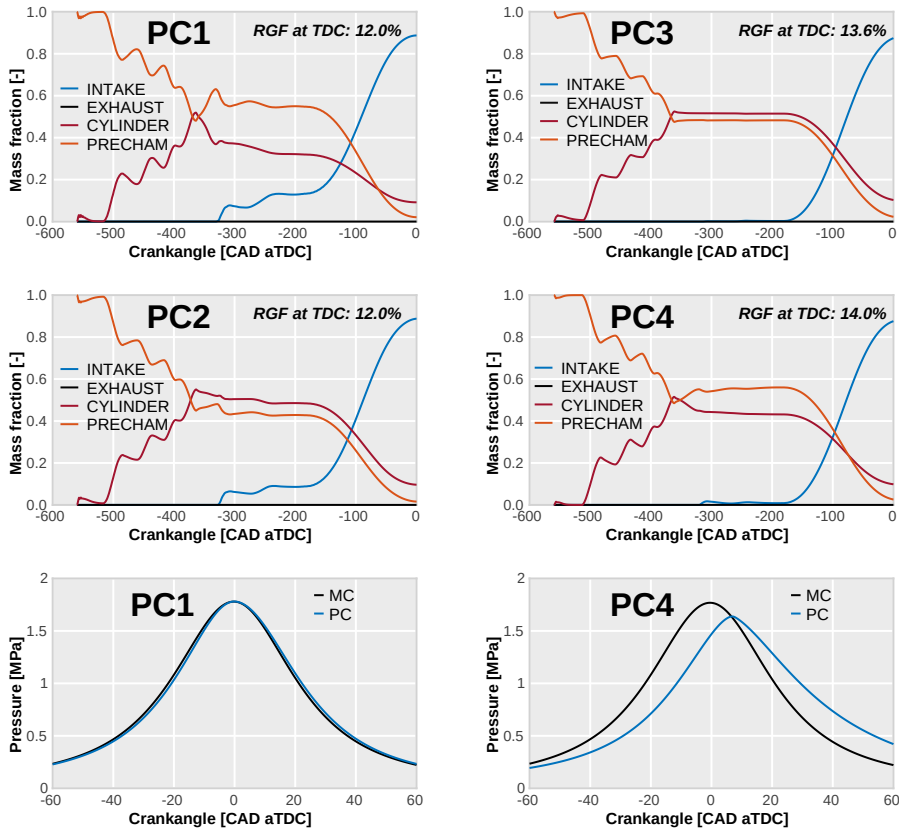 PC1
RGF at TDC: 12.0%
Mass fraction [-]
1.0
0.8
0.6
0.4
0.2
0.0
INTAKE
EXHAUST
CYLINDER
PRECHAM
-600 -500 -400 -300 -200 -100 0
Crankangle [CAD aTDC]
PC3
RGF at TDC: 13.6%
Mass fraction [-]
1.0
0.8
0.6
0.4
0.2
0.0
INTAKE
EXHAUST
CYLINDER
PRECHAM
-600 -500 -400 -300 -200 -100 0
Crankangle [CAD aTDC]
PC2
RGF at TDC: 12.0%
Mass fraction [-]
1.0
0.8
0.6
0.4
0.2
0.0
INTAKE
EXHAUST
CYLINDER
PRECHAM
-600 -500 -400 -300 -200 -100 0
Crankangle [CAD aTDC]
PC4
RGF at TDC: 14.0%
Mass fraction [-]
1.0
0.8
0.6
0.4
0.2
0.0
INTAKE
EXHAUST
CYLINDER
PRECHAM
-600 -500 -400 -300 -200 -100 0
Crankangle [CAD aTDC]
PC1
MC
PC
Pressure [MPa]
2
1.5
1
0.5
0
-60 -40 -20 0 20 40 60
Crankangle [CAD aTDC]
PC4
MC
PC
Pressure [MPa]
2
1.5
1
0.5
0
-60 -40 -20 0 20 40 60
Crankangle [CAD aTDC]